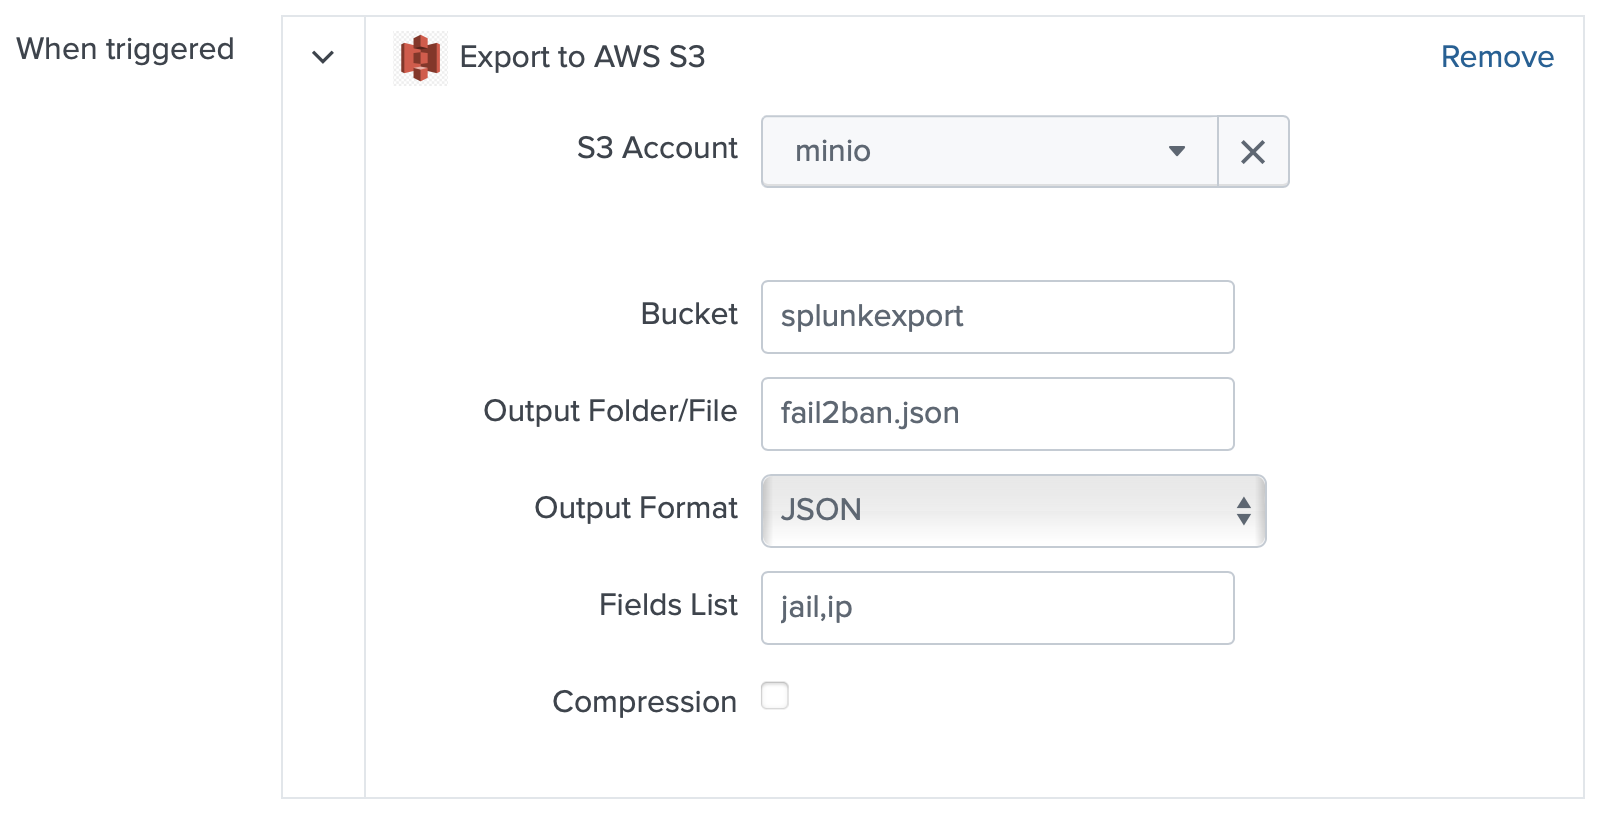 When triggered
Export to AWS S3
Remove
S3 Account
minio
Bucket
splunkexport
Output Folder/File
fail2ban.json
Output Format
JSON
Fields List
jail,ip
Compression